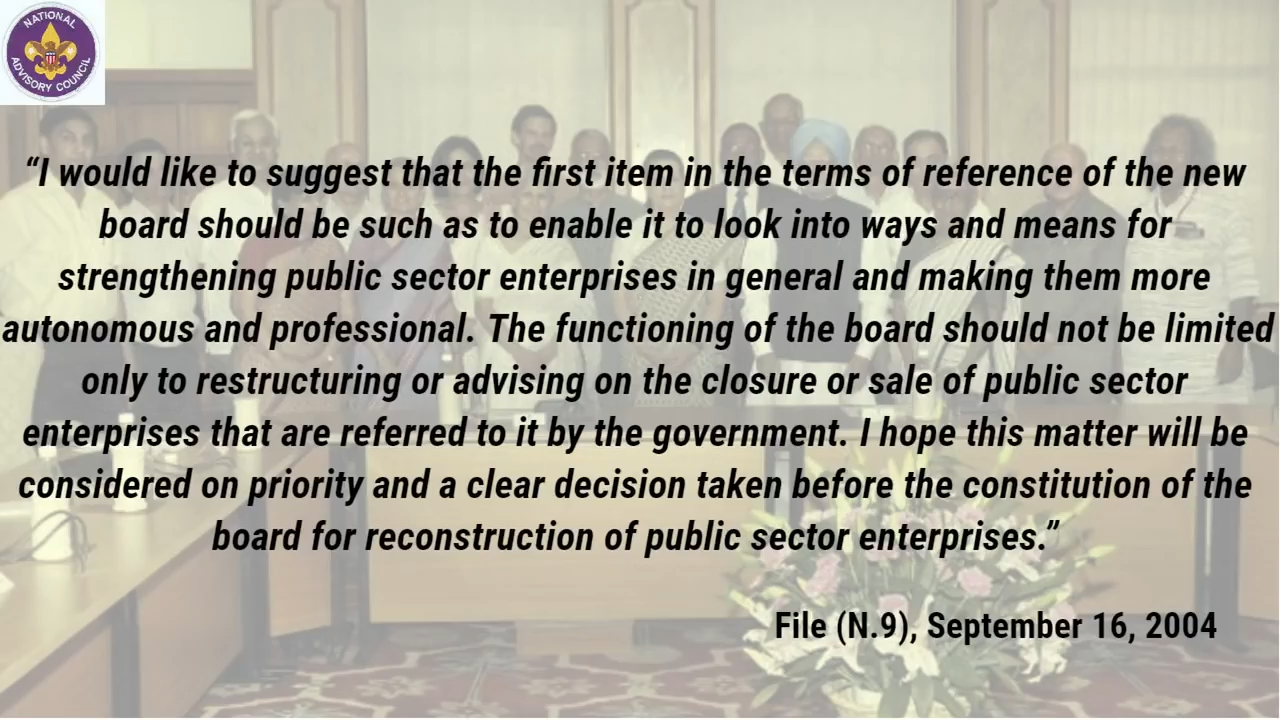 NATIONAL
ADVISORY COUNCIL
“I would like to suggest that the first item in the terms of reference of the new
board should be such as to enable it to look into ways and means for
strengthening public sector enterprises in general and making them more
autonomous and professional. The functioning of the board should not be limited
only to restructuring or advising on the closure or sale of public sector
enterprises that are referred to it by the government. I hope this matter will be
considered on priority and a clear decision taken before the constitution of the
board for reconstruction of public sector enterprises.”
File (N.9), September 16, 2004